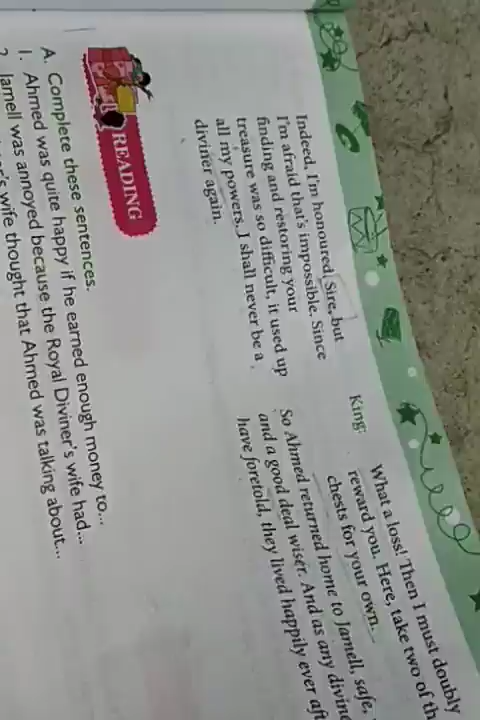 Indeed, I'm honoured, Sire, but
I'm afraid that's impossible. Since
finding and restoring your
treasure was so difficult, it used up
all my powers. I shall never be a
diviner again.
King:
What a loss! Then I must doubly
reward you. Here, take two of
chests for your own.
So Ahmed returned home to Jamell, safe,
and a good deal wiser. And as any
have foretold, they lived happily ever
READING
A. Complete these sentences.
1. Ahmed was quite happy if he earned enough money to...
2. Jamell was annoyed because the Royal Diviner's wife had...
wife thought that Ahmed was talking about...